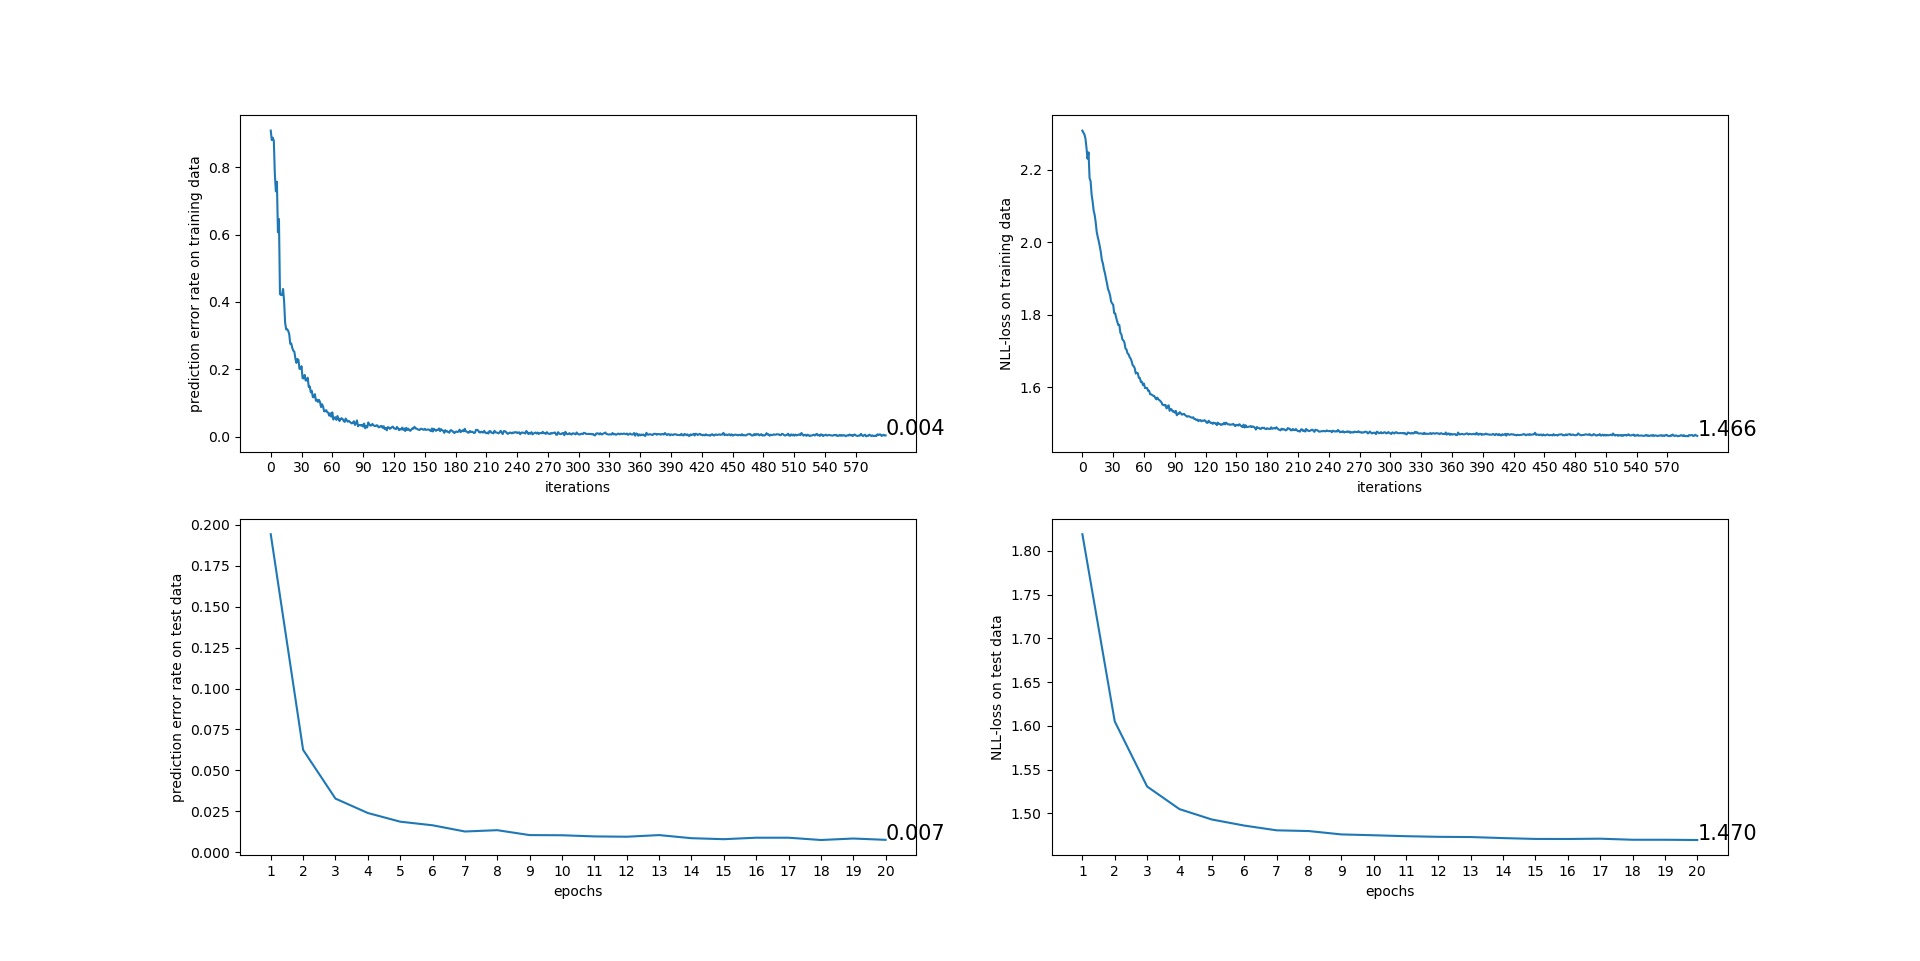 prediction error rate on training data
0.8
0.6
0.4
0.2
0.0
0.004
0 30 60 90 120 150 180 210 240 270 300 330 360 390 420 450 480 510 540 570
iterations
NLL-loss on training data
2.2
2.0
1.8
1.6
1.466
0 30 60 90 120 150 180 210 240 270 300 330 360 390 420 450 480 510 540 570
iterations
prediction error rate on test data
0.200
0.175
0.150
0.125
0.100
0.075
0.050
0.025
0.000
0.007
1 2 3 4 5 6 7 8 9 10 11 12 13 14 15 16 17 18 19 20
epochs
NLL-loss on test data
1.80
1.75
1.70
1.65
1.60
1.55
1.50
1.470
1 2 3 4 5 6 7 8 9 10 11 12 13 14 15 16 17 18 19 20
epochs